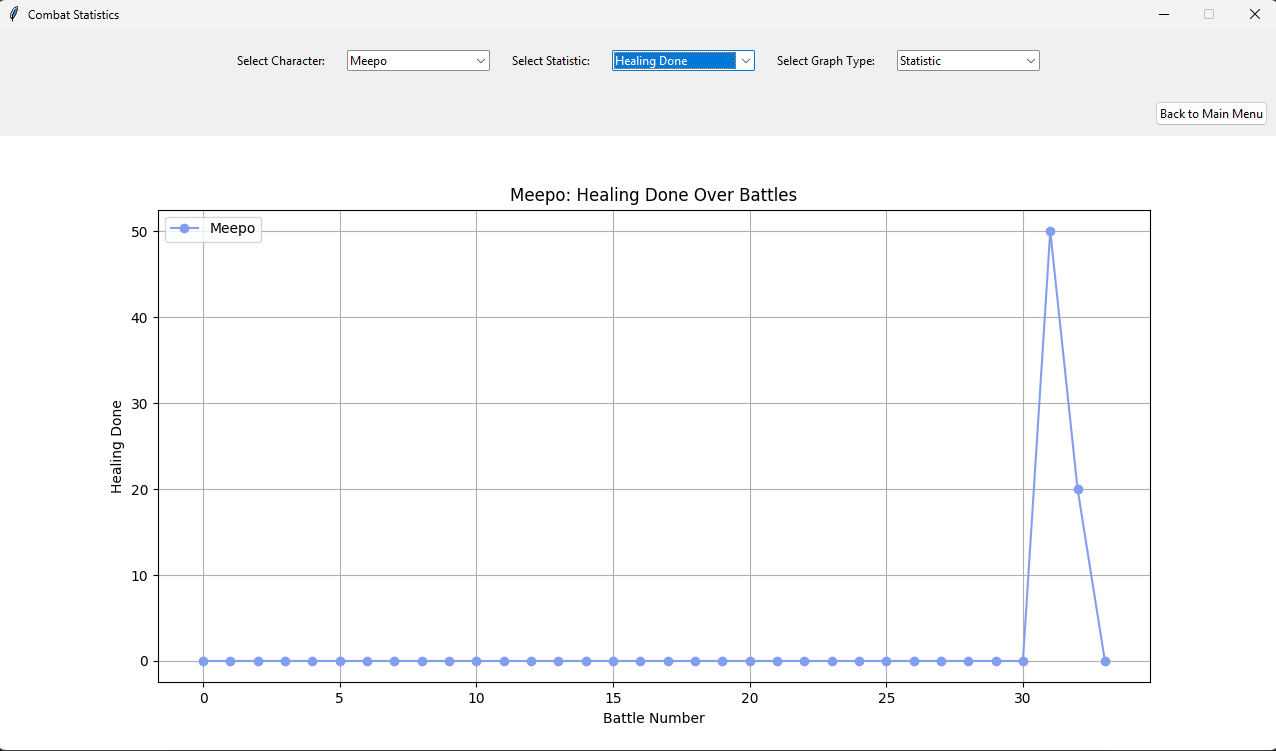 Combat Statistics
Select Character: Meepo Select Statistic: Healing Done Select Graph Type: Statistic
Back to Main Menu
Meepo: Healing Done Over Battles
Meepo
50
40
30
20
10
0
Healing Done
0 5 10 15 20 25 30
Battle Number